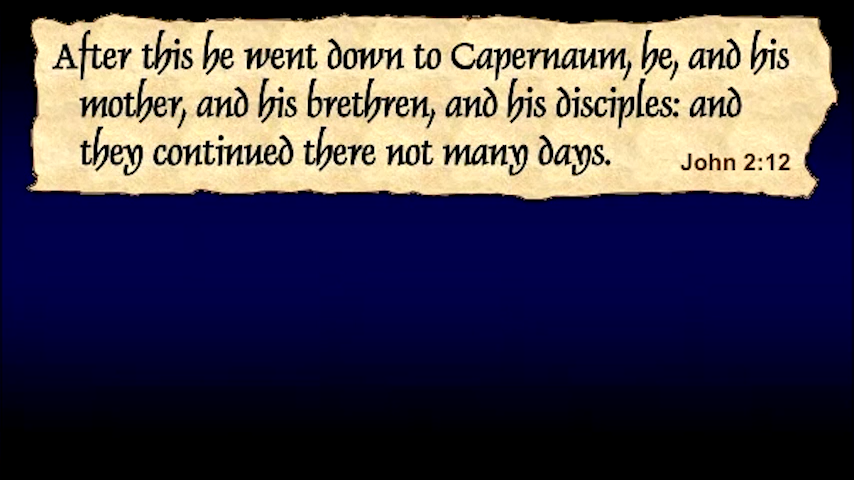 After this he went down to Capernaum, he, and his
mother, and his brethren, and his disciples: and
they continued there not many days.
John 2:12